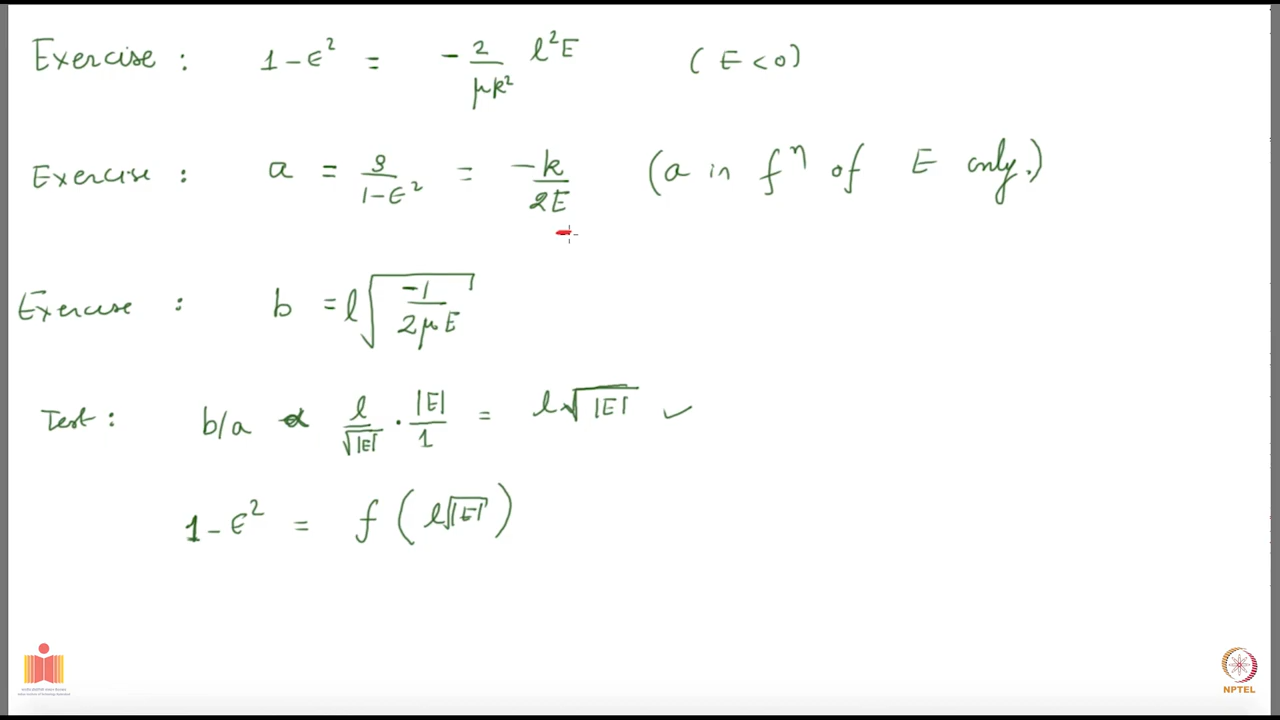 Exercise : 1-ϵ² = -2/μk² l²E (E<0)
Exercise : a = 𝜌/1-ϵ² = -k/2E (a in fⁿ of E only.)
Exercise : b = l√(-1/2μE)
Test : b/a α l/√|E| · |E|/1 = l√|E| ✓
1-ϵ² = f(l√|E|)
NPTEL